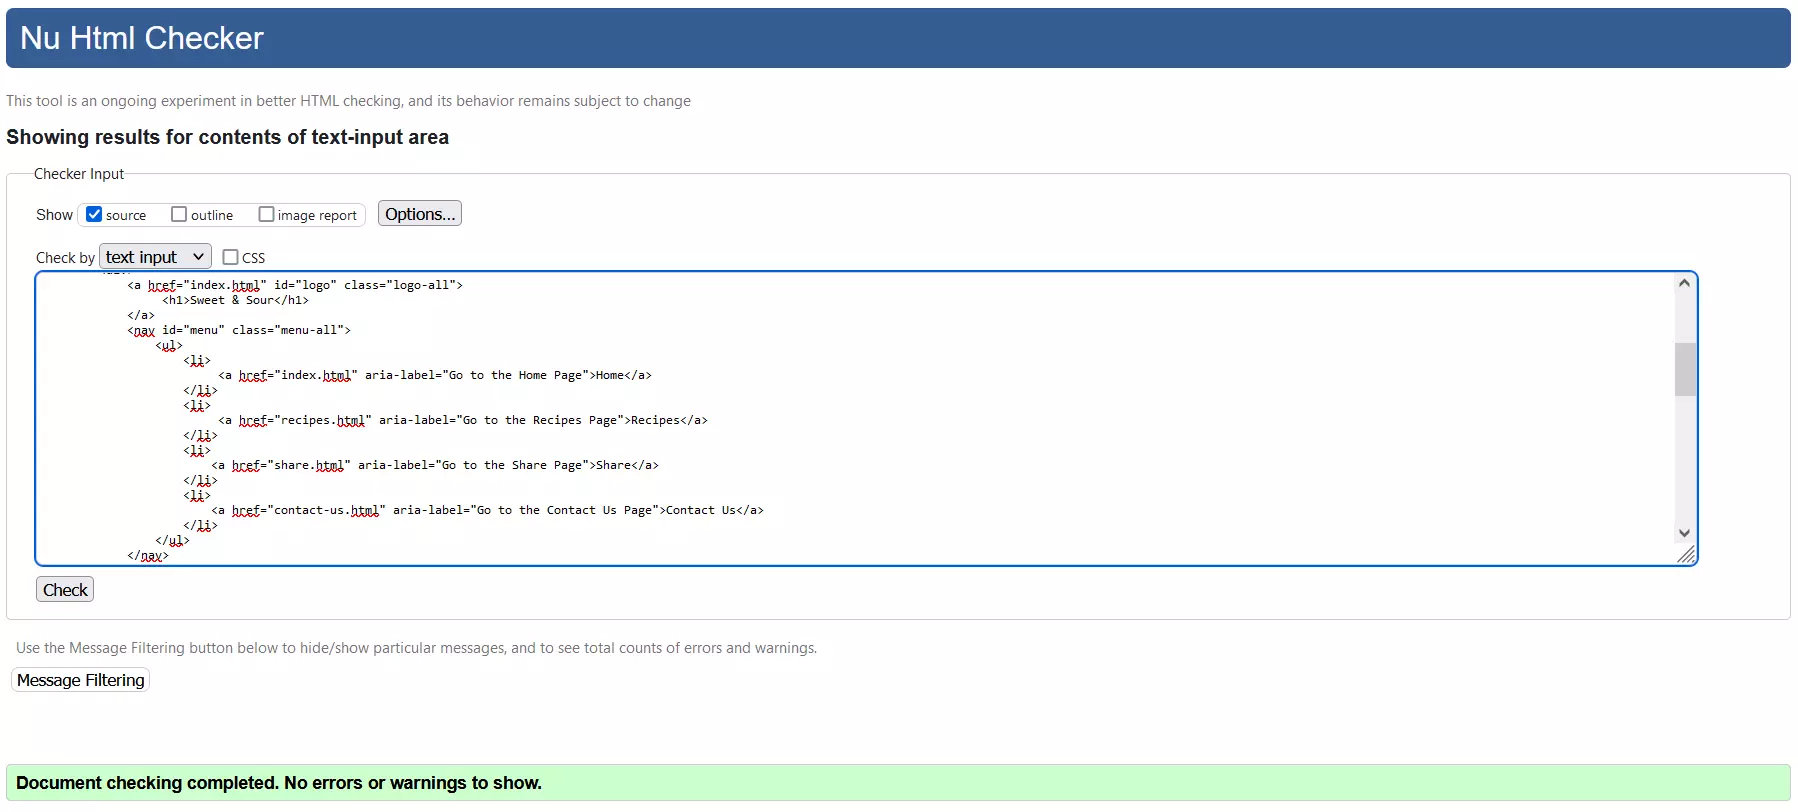 Nu Html Checker
This tool is an ongoing experiment in better HTML checking, and its behavior remains subject to change
Showing results for contents of text-input area
Checker Input
Show source outline image report Options...
Check by text input CSS
<a href="index.html" id="logo" class="logo-all">
<h1>Sweet & Sour</h1>
</a>
<nav id="menu" class="menu-all">
<ul>
<li>
<a href="index.html" aria-label="Go to the Home Page">Home</a>
</li>
<li>
<a href="recipes.html" aria-label="Go to the Recipes Page">Recipes</a>
</li>
<li>
<a href="share.html" aria-label="Go to the Share Page">Share</a>
</li>
<li>
<a href="contact-us.html" aria-label="Go to the Contact Us Page">Contact Us</a>
</li>
</ul>
</nav>
Check
Use the Message Filtering button below to hide/show particular messages, and to see total counts of errors and warnings.
Message Filtering
Document checking completed. No errors or warnings to show.